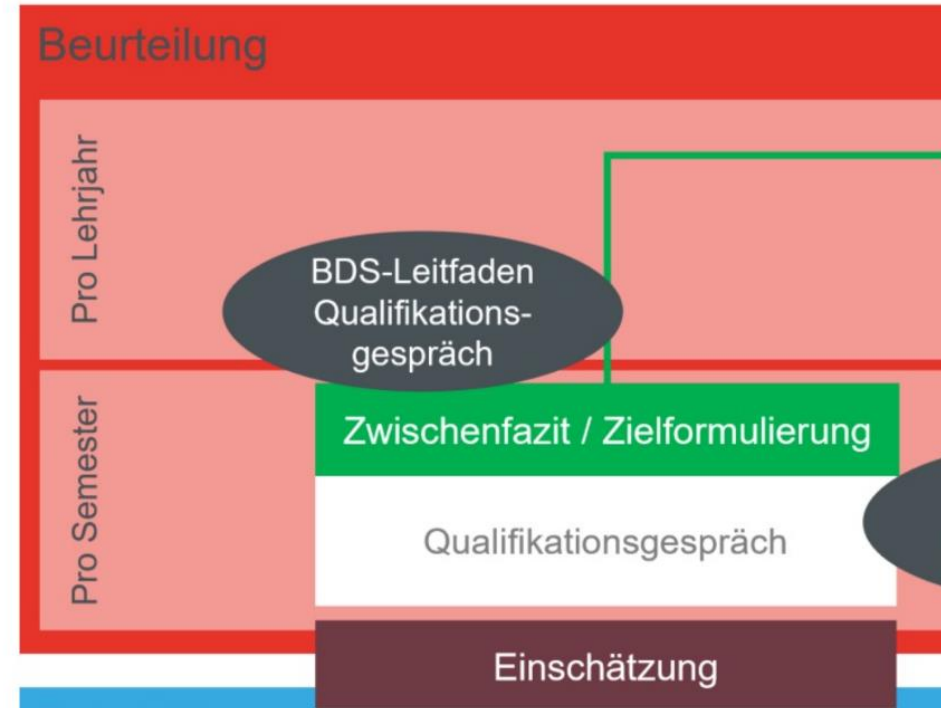 Beurteilung
Pro Lehrjahr
BDS-Leitfaden
Qualifikations-
gespräch
Pro Semester
Zwischenfazit / Zielformulierung
Qualifikationsgespräch
Einschätzung